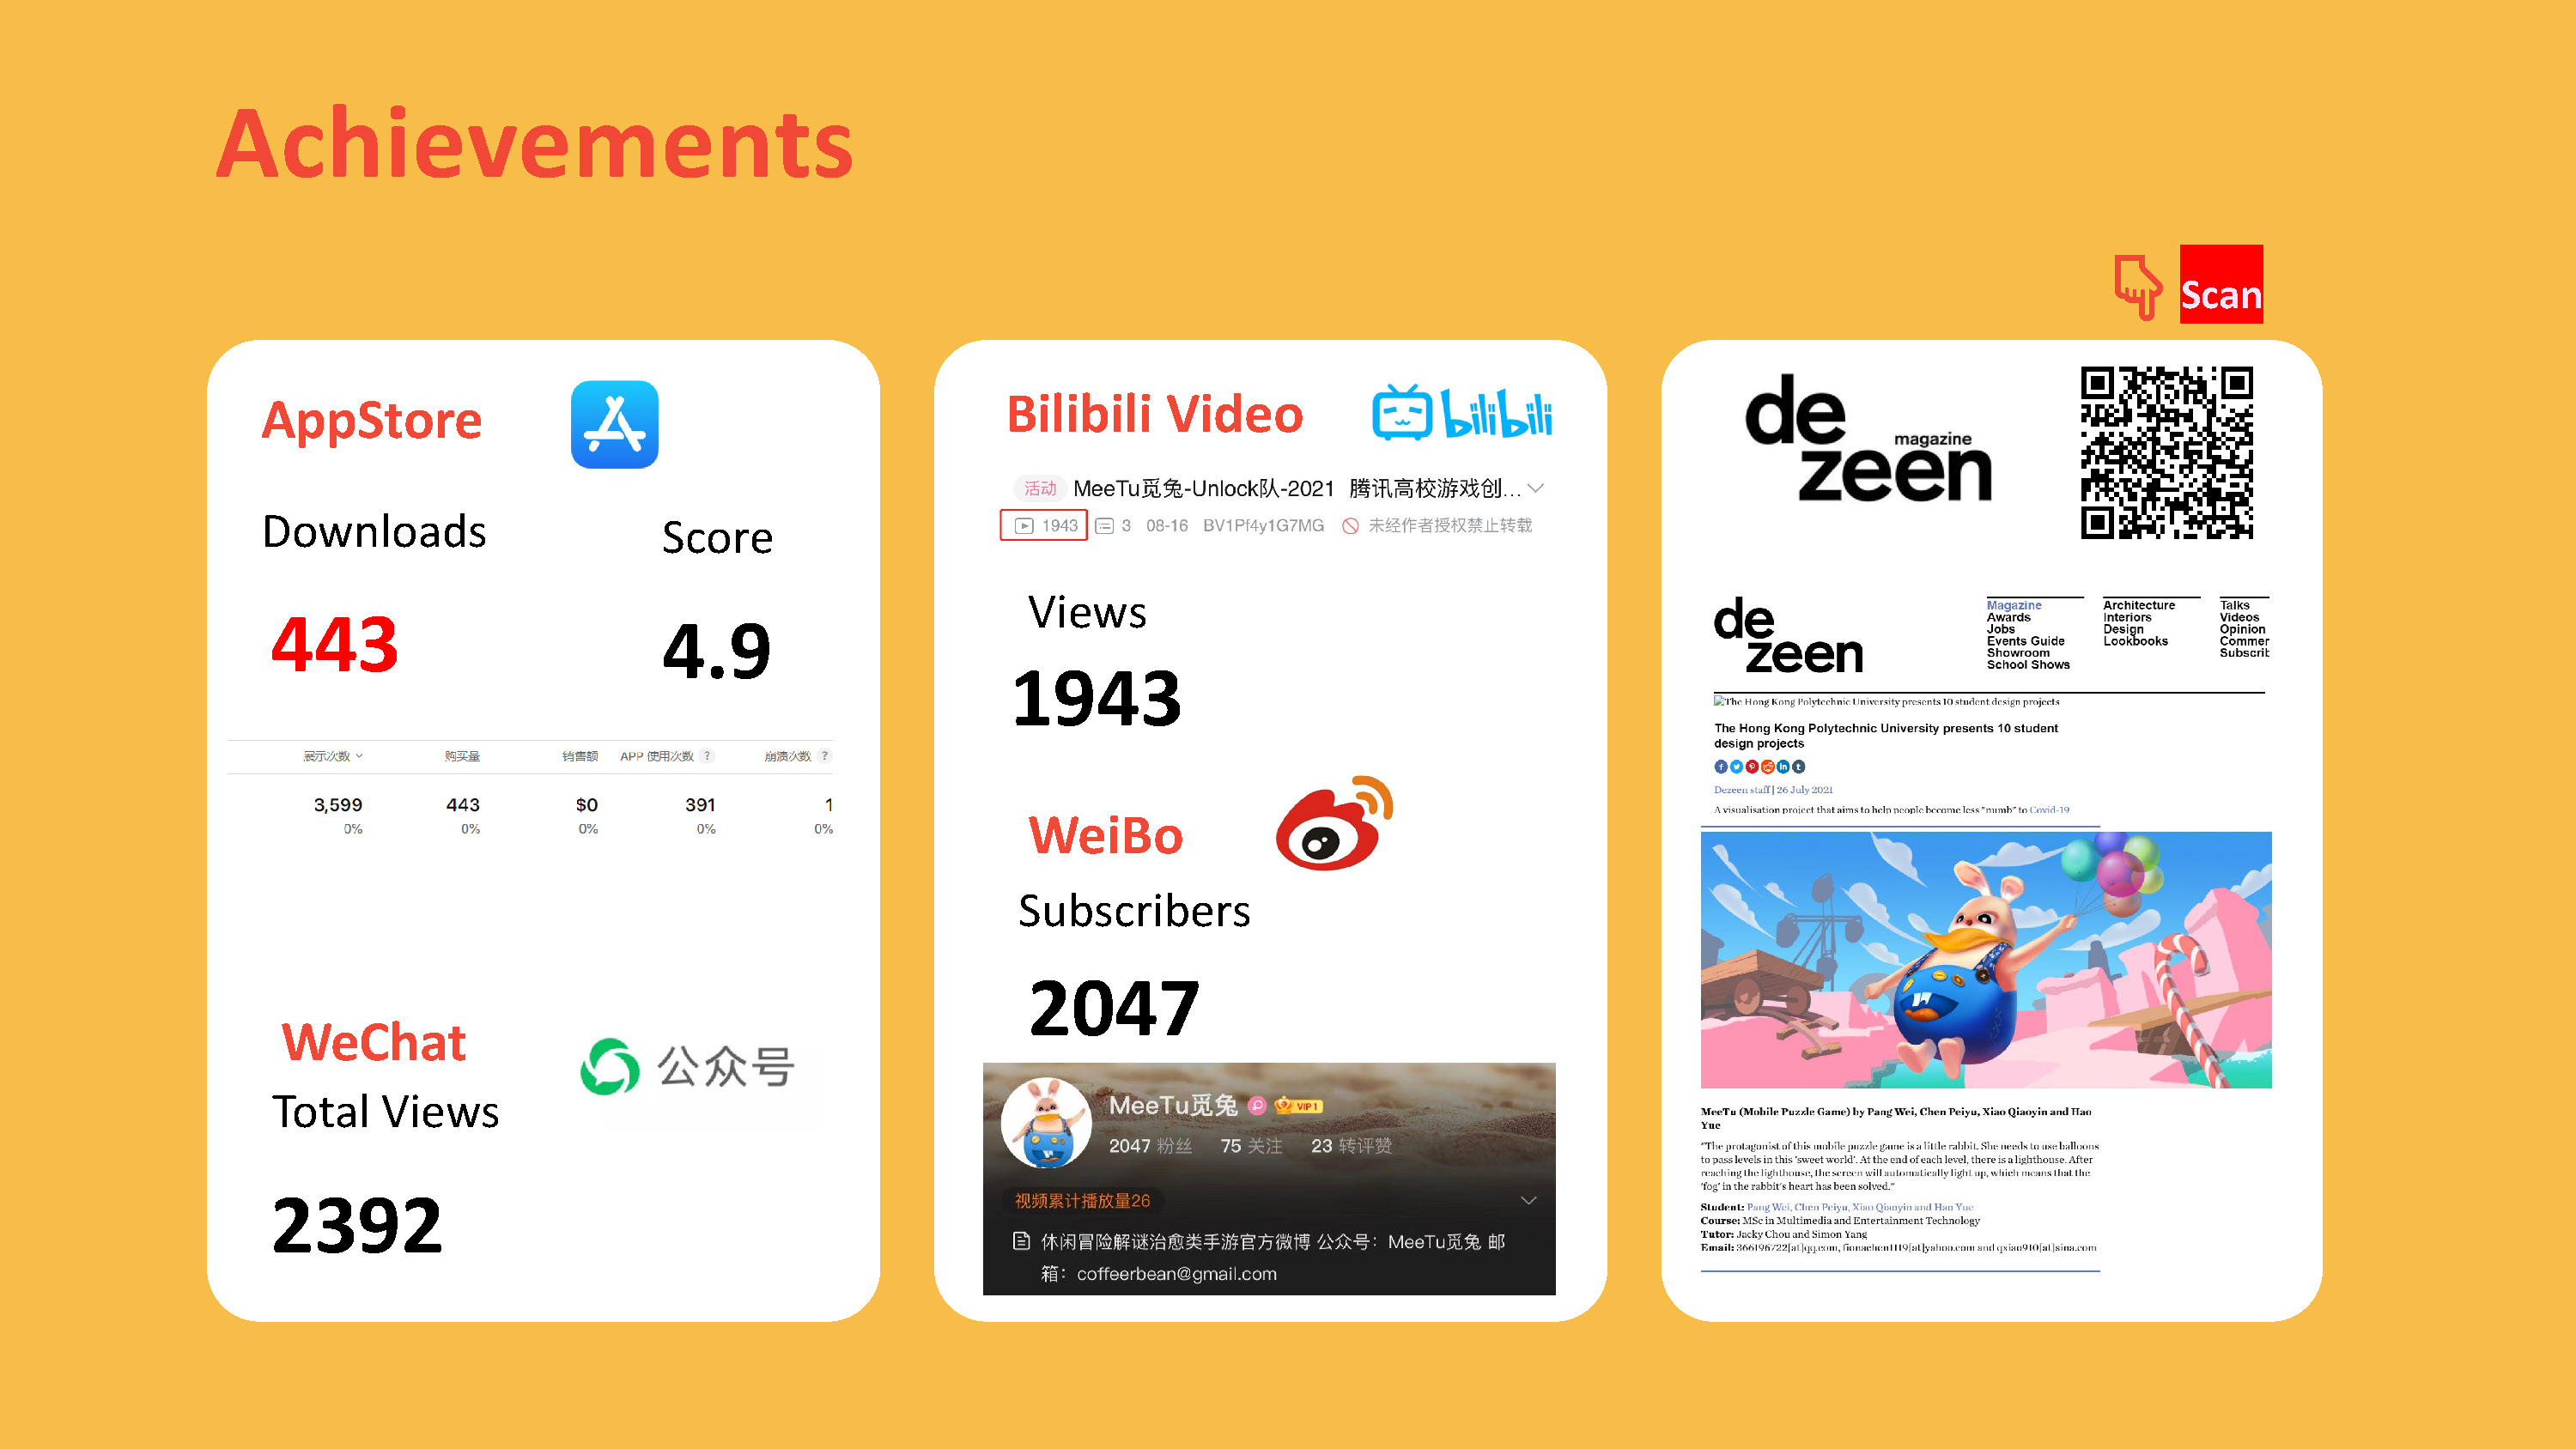 Achievements
Scan
AppStore
Downloads
Score
443
4.9
展示次数 购买量 销售额 APP 使用次数 ? 崩溃次数 ?
3,599 443 $0 391 1
0% 0% 0% 0% 0%
WeChat
公众号
Total Views
2392
Bilibili Video
bilibili
活动 MeeTu觅兔-Unlock队-2021 腾讯高校游戏创...
1943 3 08-16 BV1Pf4y1G7MG 未经作者授权禁止转载
Views
1943
WeiBo
Subscribers
2047
MeeTu觅兔 VIP 1
2047 粉丝 75 关注 23 转评赞
视频累计播放量26
休闲冒险解谜治愈类手游官方微博 公众号：MeeTu觅兔 邮
箱：coffeerbean@gmail.com
de
magazine
zeen
de
zeen
Magazine
Awards
Jobs
Events Guide
Showroom
School Shows
Architecture
Interiors
Design
Lookbooks
Talks
Videos
Opinion
Commer
Subscrit
The Hong Kong Polytechnic University presents 10 student design projects
The Hong Kong Polytechnic University presents 10 student
design projects
Dezeen staff | 26 July 2021
A visualisation project that aims to help people become less "numb" to Covid-19
MeeTu (Mobile Puzzle Game) by Pang Wei, Chen Peiyu, Xiao Qiaoyin and Hao
Yue
"The protagonist of this mobile puzzle game is a little rabbit. She needs to use balloons
to pass levels in this 'sweet world'. At the end of each level, there is a lighthouse. After
reaching the lighthouse, the screen will automatically light up, which means that the
'fog' in the rabbit's heart has been solved."
Student: Pang Wei, Chen Peiyu, Xiao Qiaoyin and Hao Yue
Course: MSc in Multimedia and Entertainment Technology
Tutor: Jacky Chou and Simon Yang
Email: 366196722[at]qq.com, fionachen1119[at]yahoo.com and qxiao910[at]sina.com